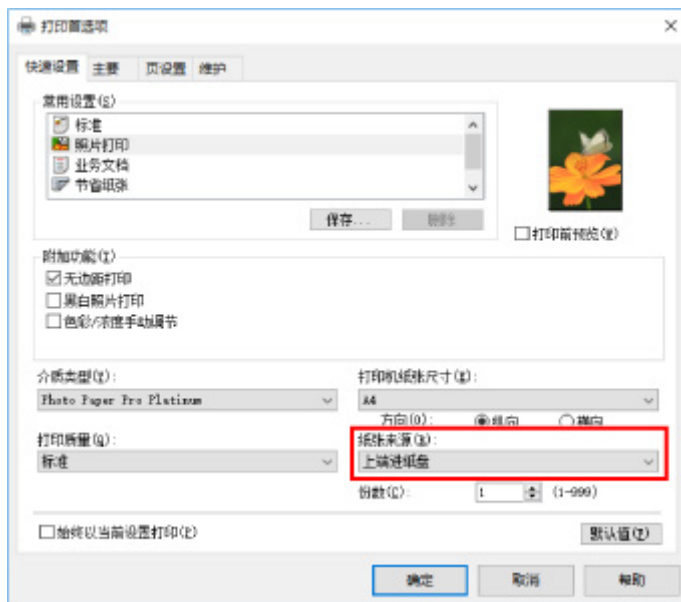 打印首选项
快速设置 主要 页设置 维护
常用设置(S)
标准
照片打印
业务文档
节省纸张
保存... 删除
打印前预览(W)
附加功能(I)
无边距打印
黑白照片打印
色彩/浓度手动调节
介质类型(Y): 打印机纸张尺寸(E):
Photo Paper Pro Platinum A4
方向(O): 纵向 横向
打印质量(Q): 纸张来源(R):
标准 上端进纸盘
份数(C): 1 (1-999)
始终以当前设置打印(P) 默认值(Z)
确定 取消 帮助